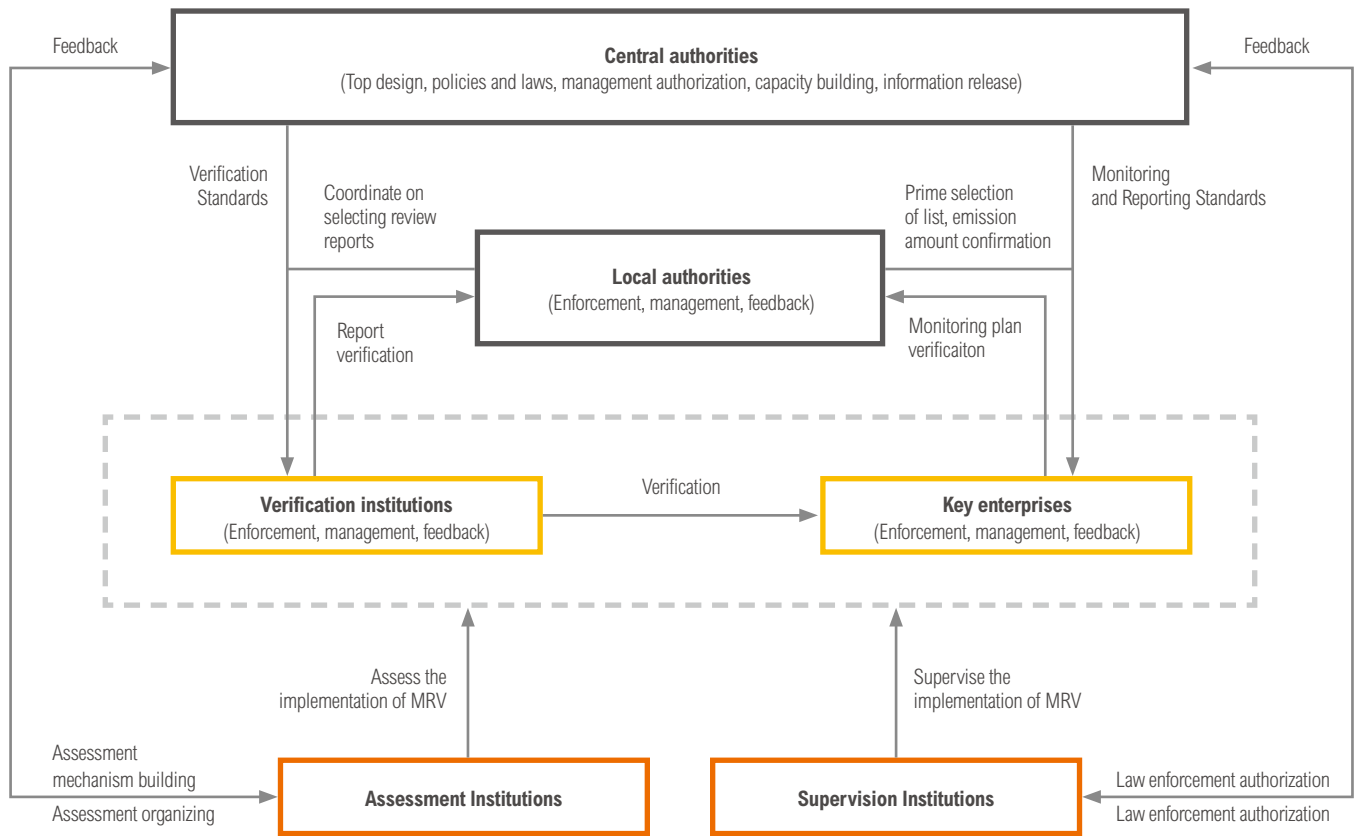 Feedback
Central authorities
(Top design, policies and laws, management authorization, capacity building, information release)
Feedback
Verification
Standards
Coordinate on
selecting review
reports
Prime selection
of list, emission
amount confirmation
Monitoring
and Reporting Standards
Local authorities
(Enforcement, management, feedback)
Report
verification
Monitoring plan
verificaiton
Verification institutions
(Enforcement, management, feedback)
Verification
Key enterprises
(Enforcement, management, feedback)
Assess the
implementation of MRV
Supervise the
implementation of MRV
Assessment
mechanism building
Assessment organizing
Assessment Institutions
Supervision Institutions
Law enforcement authorization
Law enforcement authorization